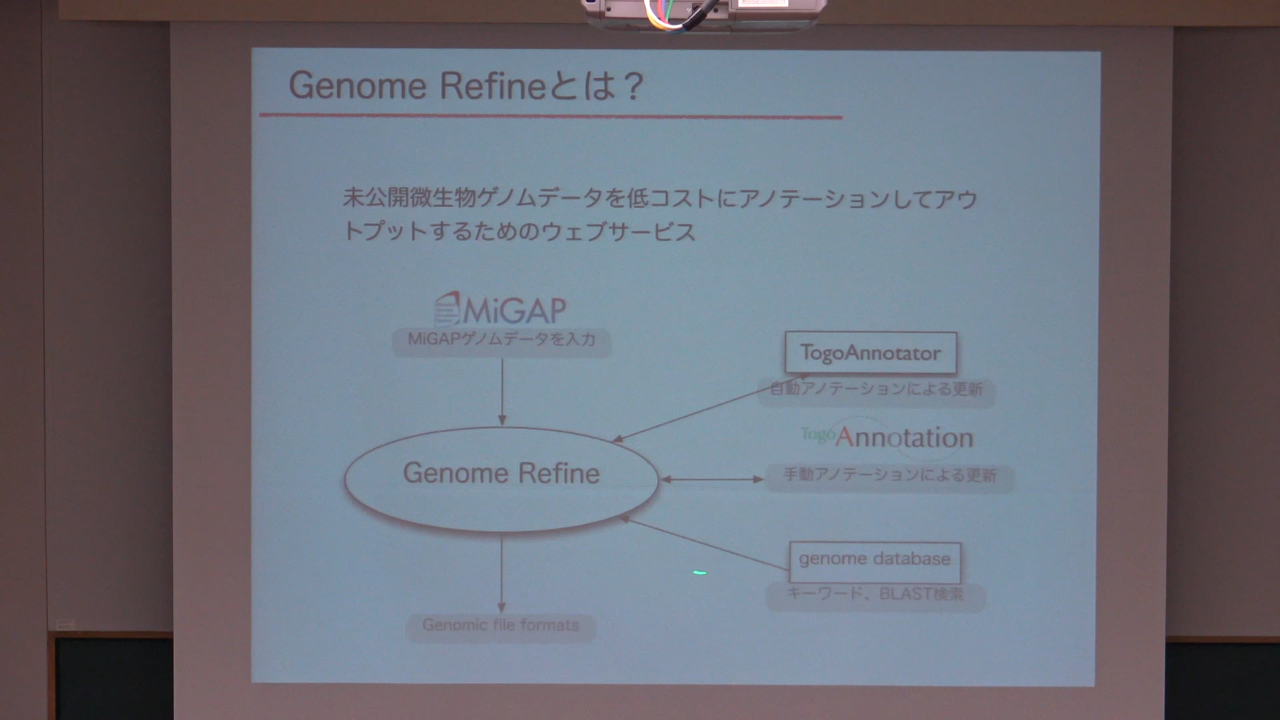 Genome Refineとは？
未公開微生物ゲノムデータを低コストにアノテーションしてアウ
トプットするためのウェブサービス
MiGAP
MiGAPゲノムデータを入力
TogoAnnotator
自動アノテーションによる更新
TogoAnnotation
手動アノテーションによる更新
Genome Refine
genome database
キーワード、BLAST検索
Genomic file formats